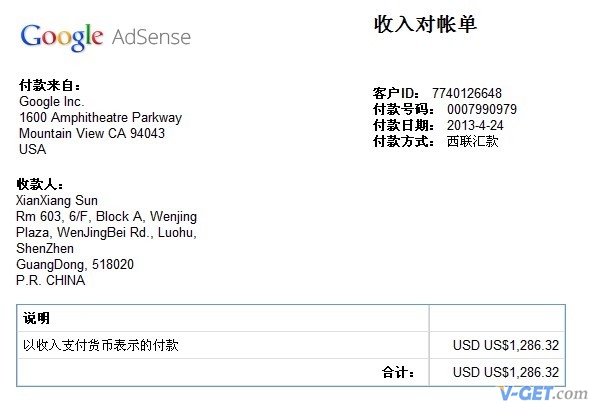 Google AdSense
收入对帐单
付款来自：
Google Inc.
1600 Amphitheatre Parkway
Mountain View CA 94043
USA
客户ID： 7740126648
付款号码： 0007990979
付款日期： 2013-4-24
付款方式： 西联汇款
收款人：
XianXiang Sun
Rm 603, 6/F, Block A, Wenjing
Plaza, WenJingBei Rd., Luohu,
ShenZhen
GuangDong, 518020
P.R. CHINA
说明
以收入支付货币表示的付款 USD US$1,286.32
合计： USD US$1,286.32
V-GET.com